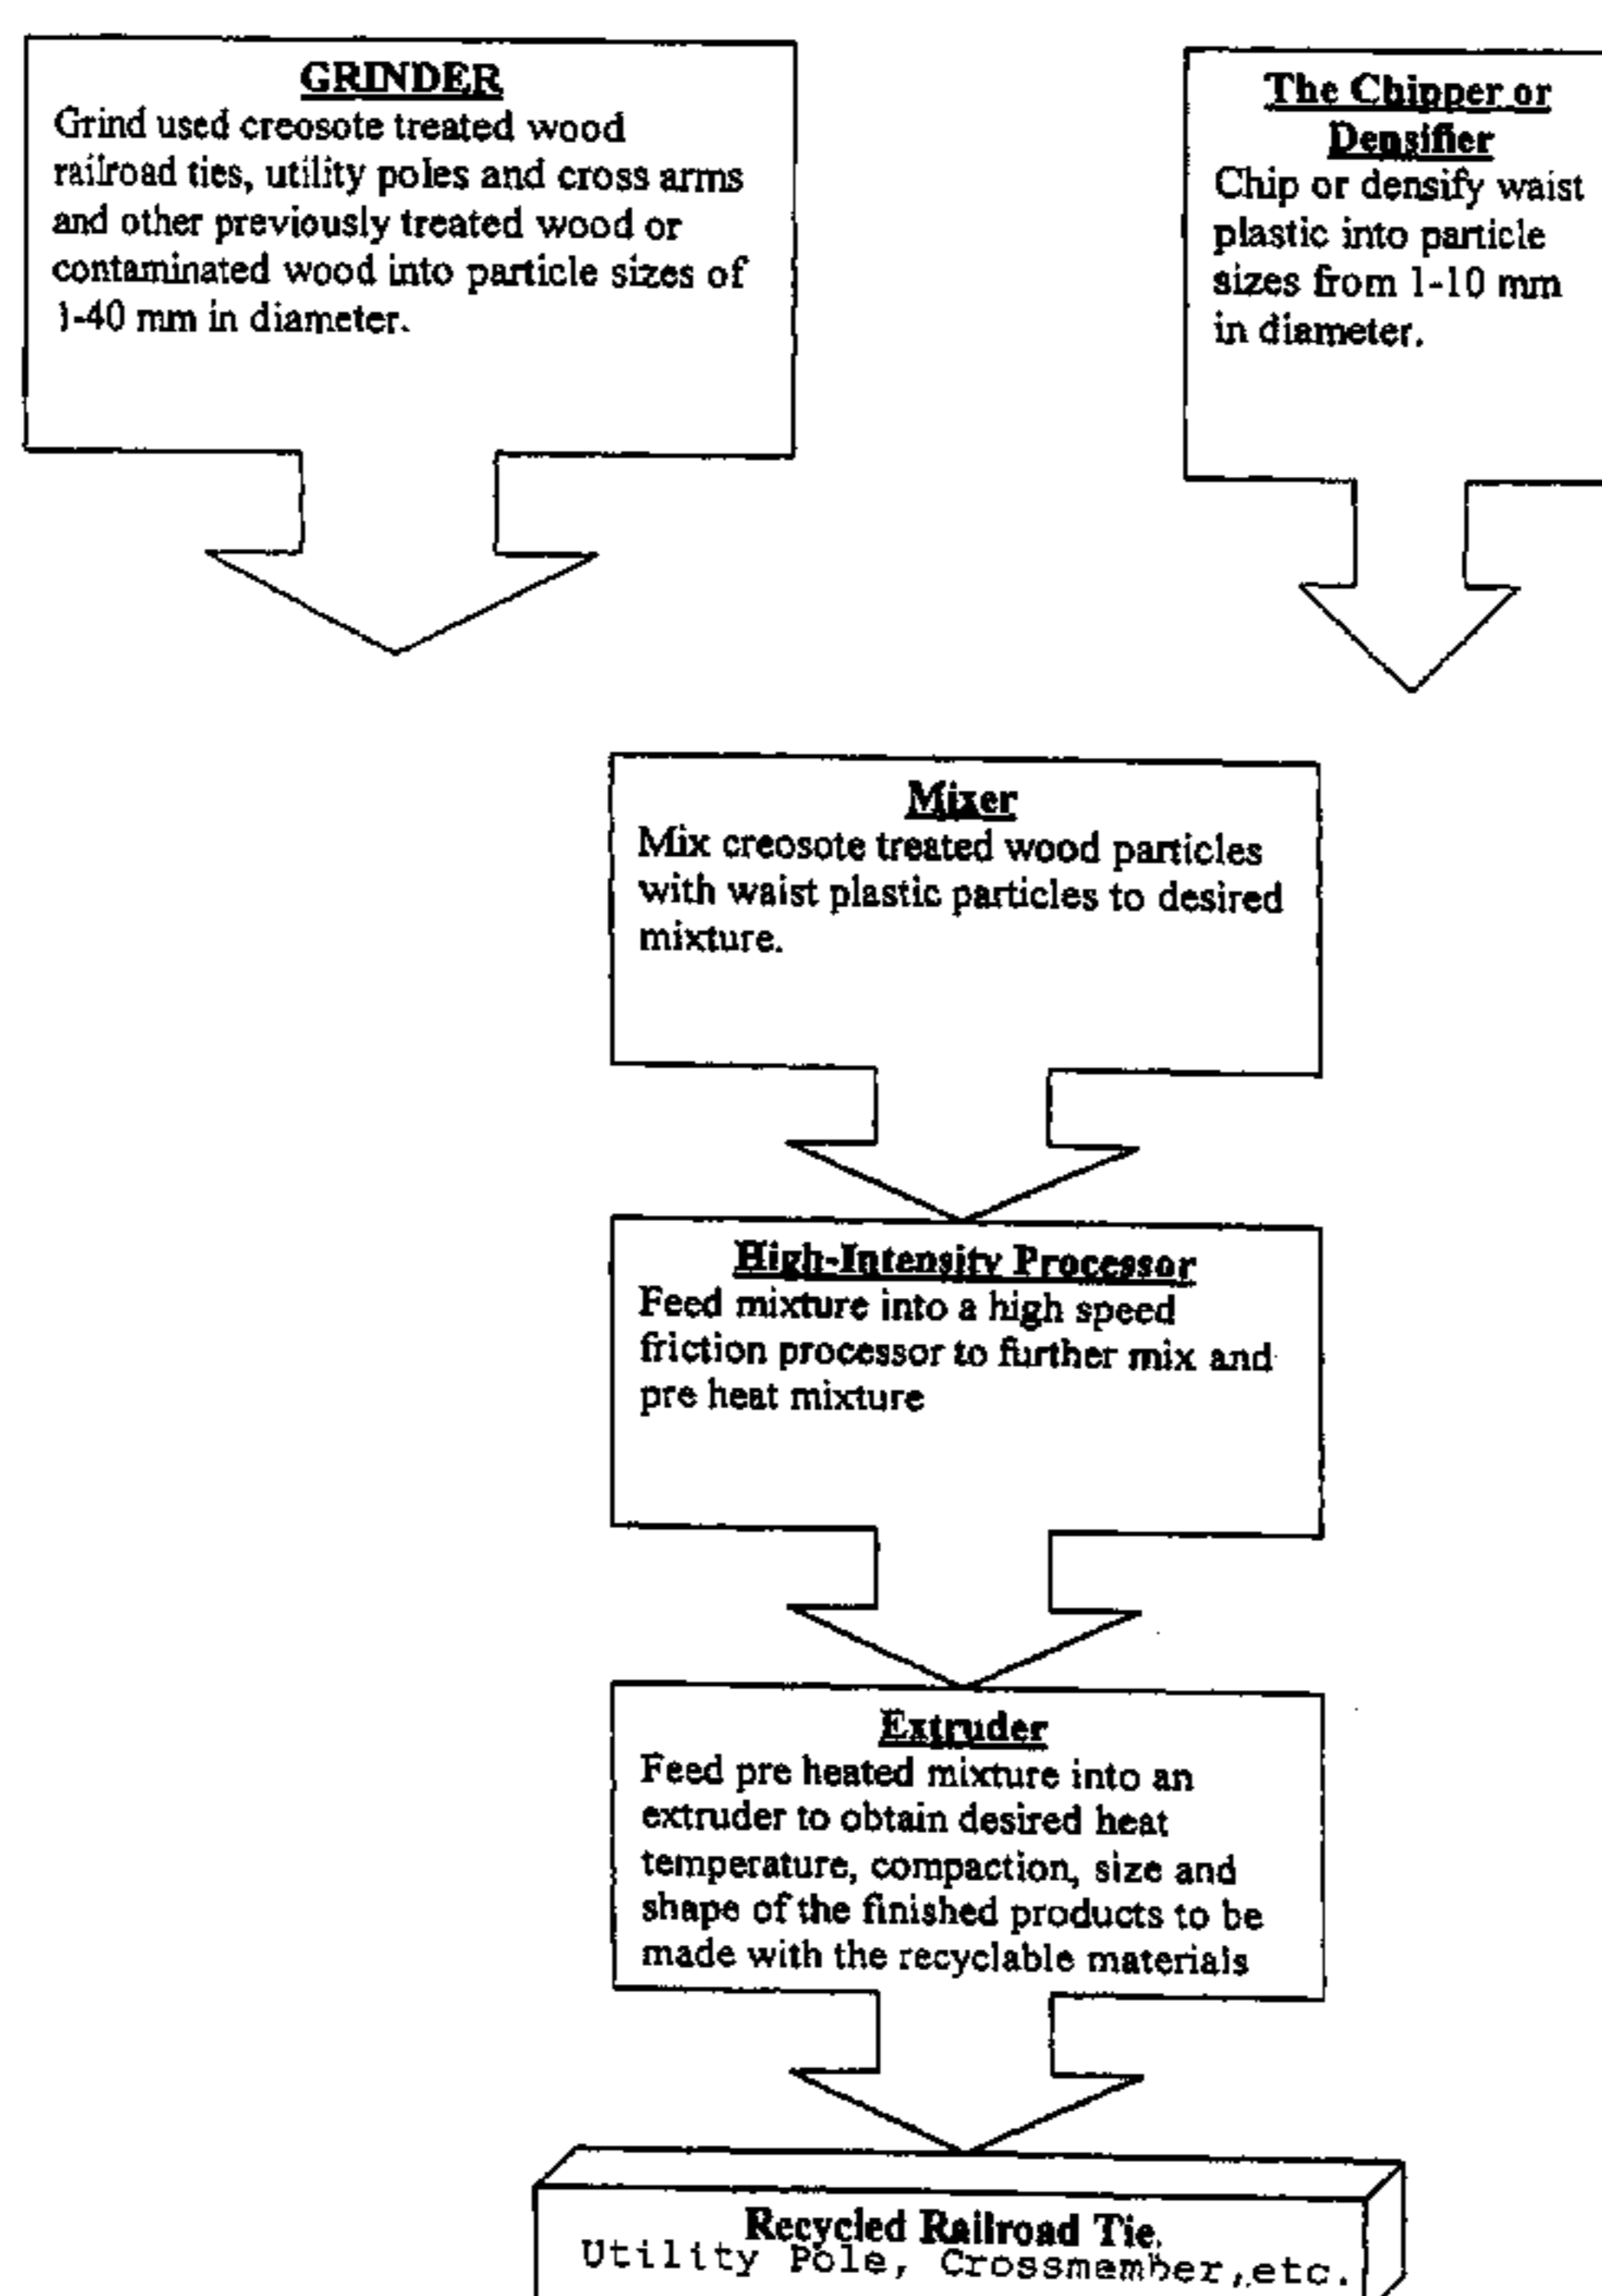 GRINDER
Grind used creosote treated wood
railroad ties, utility poles and cross arms
and other previously treated wood or
contaminated wood into particle sizes of
1-40 mm in diameter.
The Chipper or
Densifier
Chip or densify waist
plastic into particle
sizes from 1-10 mm
in diameter.
Mixer
Mix creosote treated wood particles
with waist plastic particles to desired
mixture.
High-Intensity Processor
Feed mixture into a high speed
friction processor to further mix and
pre heat mixture
Extruder
Feed pre heated mixture into an
extruder to obtain desired heat
temperature, compaction, size and
shape of the finished products to be
made with the recyclable materials
Recycled Railroad Tie,
Utility Pole, Crossmember,etc.